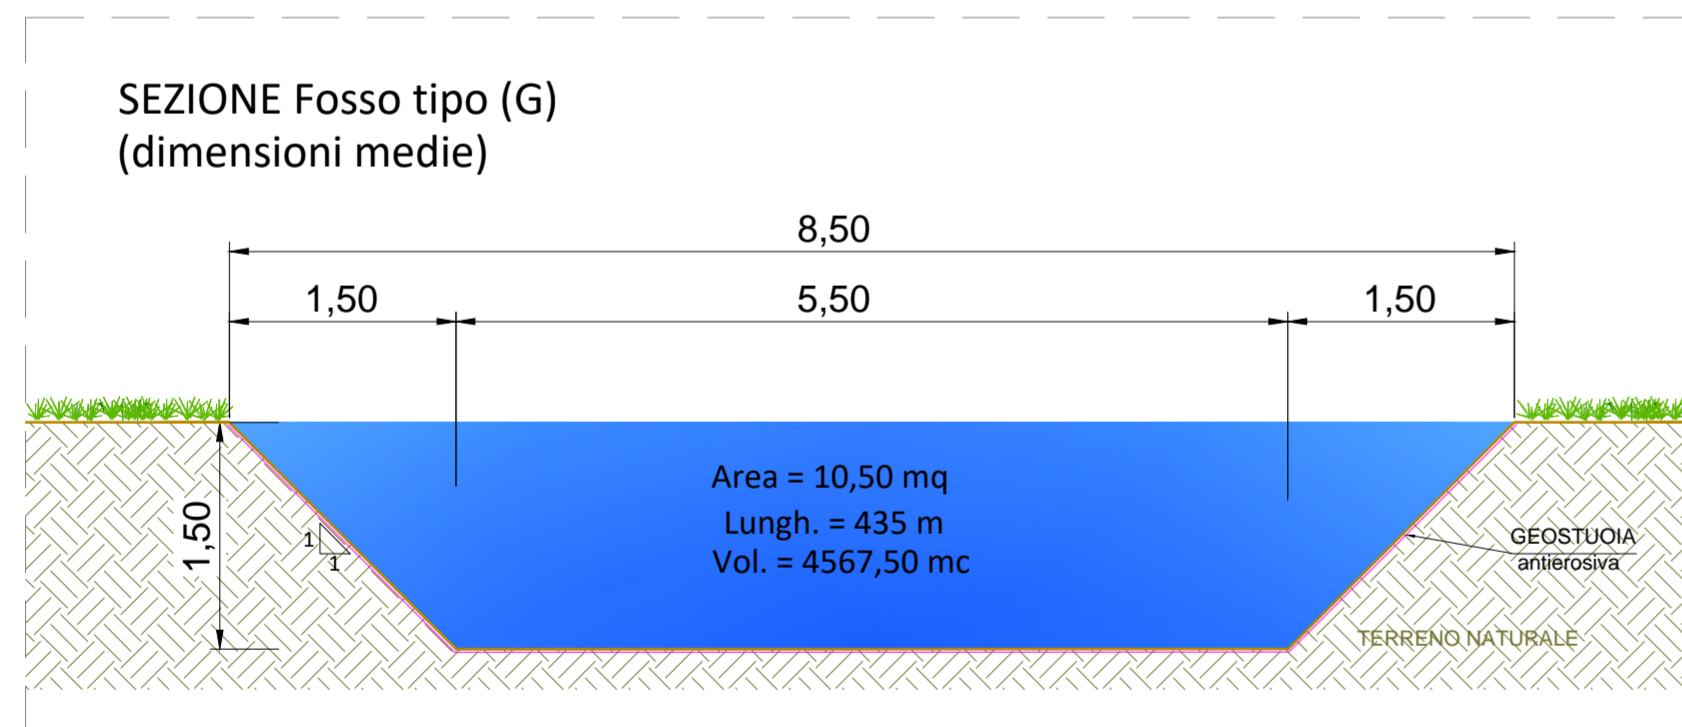 SEZIONE Fosso tipo (G)
(dimensioni medie)
8,50
1,50
5,50
1,50
1,50
Area = 10,50 mq
Lungh. = 435 m
Vol. = 4567,50 mc
1
1
GEOSTUOIA
antierosiva
TERRENO NATURALE